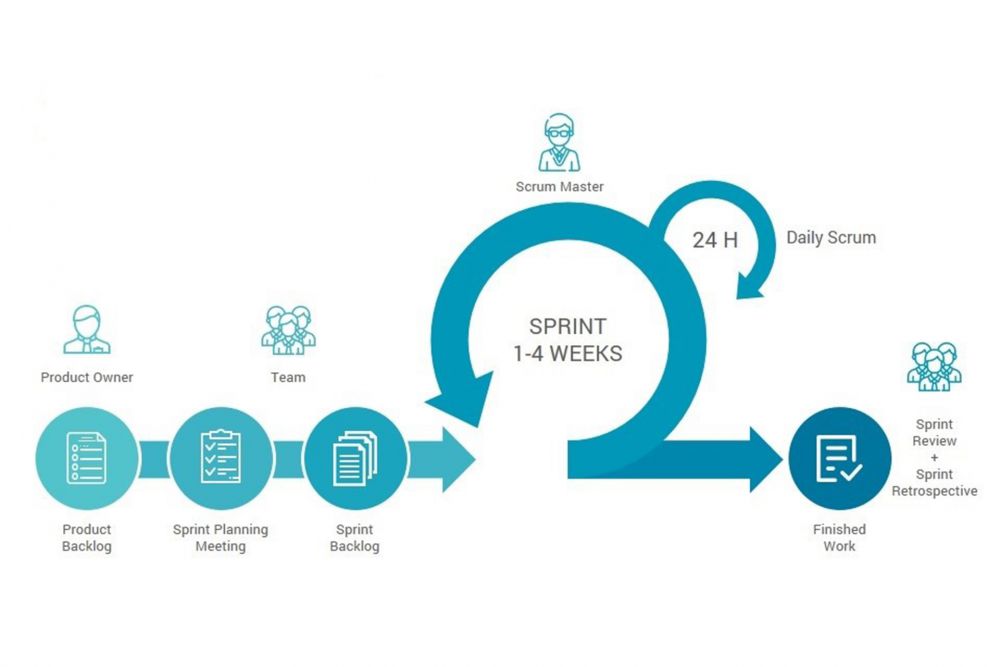 Scrum Master
24 H
Daily Scrum
SPRINT
1-4 WEEKS
Product Owner
Team
Product
Backlog
Sprint Planning
Meeting
Sprint
Backlog
Finished
Work
Sprint
Review
+
Sprint
Retrospective